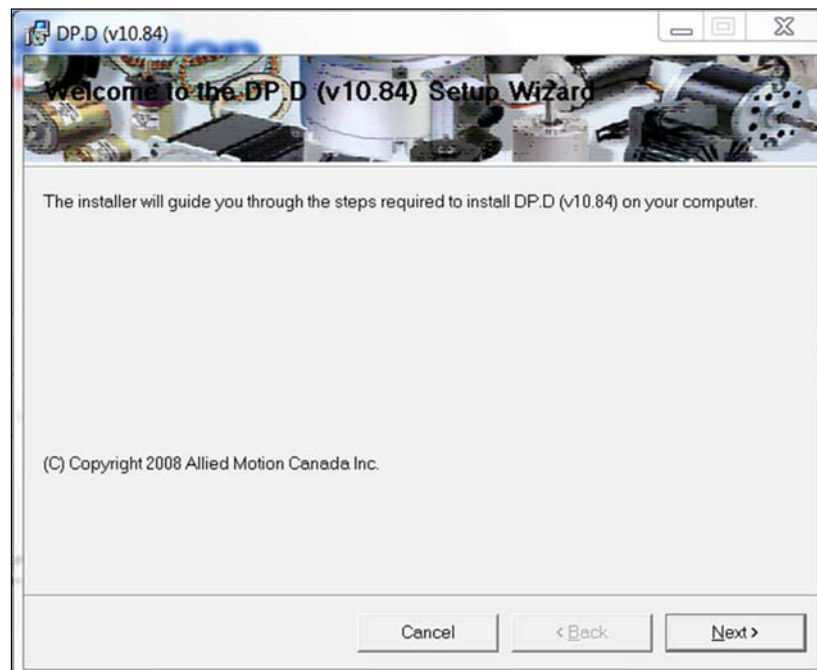 DP.D (v10.84)
Welcome to the DP.D (v10.84) Setup Wizard
The installer will guide you through the steps required to install DP.D (v10.84) on your computer.
(C) Copyright 2008 Allied Motion Canada Inc.
Cancel
< Back
Next >